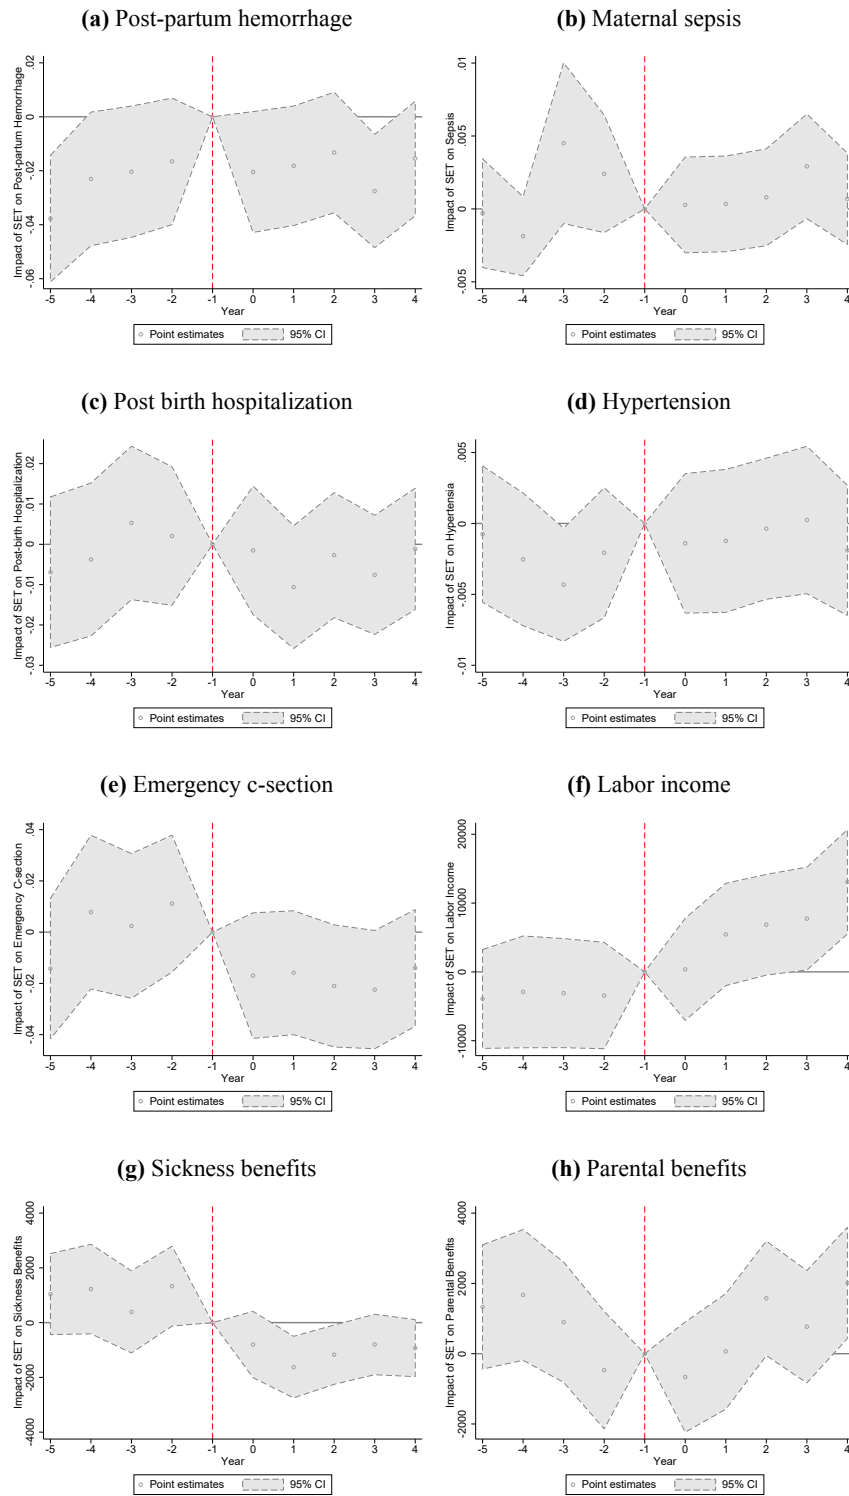 (a) Post-partum hemorrhage
Impact of SET on Post-partum Hemorrhage
.02
0
-.02
-.04
-.06
-5 -4 -3 -2 -1 0 1 2 3 4
Year
Point estimates 95% CI
(b) Maternal sepsis
Impact of SET on Sepsis
.01
.005
0
-.005
-5 -4 -3 -2 -1 0 1 2 3 4
Year
Point estimates 95% CI
(c) Post birth hospitalization
Impact of SET on Post-birth Hospitalization
.02
.01
0
-.01
-.02
-.03
-5 -4 -3 -2 -1 0 1 2 3 4
Year
Point estimates 95% CI
(d) Hypertension
Impact of SET on Hypertensia
.005
0
-.005
-.01
-5 -4 -3 -2 -1 0 1 2 3 4
Year
Point estimates 95% CI
(e) Emergency c-section
Impact of SET on Emergency C-section
.04
.02
0
-.02
-.04
-5 -4 -3 -2 -1 0 1 2 3 4
Year
Point estimates 95% CI
(f) Labor income
Impact of SET on Labor Income
20000
10000
0
-10000
-5 -4 -3 -2 -1 0 1 2 3 4
Year
Point estimates 95% CI
(g) Sickness benefits
Impact of SET on Sickness Benefits
4000
2000
0
-2000
-4000
-5 -4 -3 -2 -1 0 1 2 3 4
Year
Point estimates 95% CI
(h) Parental benefits
Impact of SET on Parental Benefits
4000
2000
0
-2000
-5 -4 -3 -2 -1 0 1 2 3 4
Year
Point estimates 95% CI